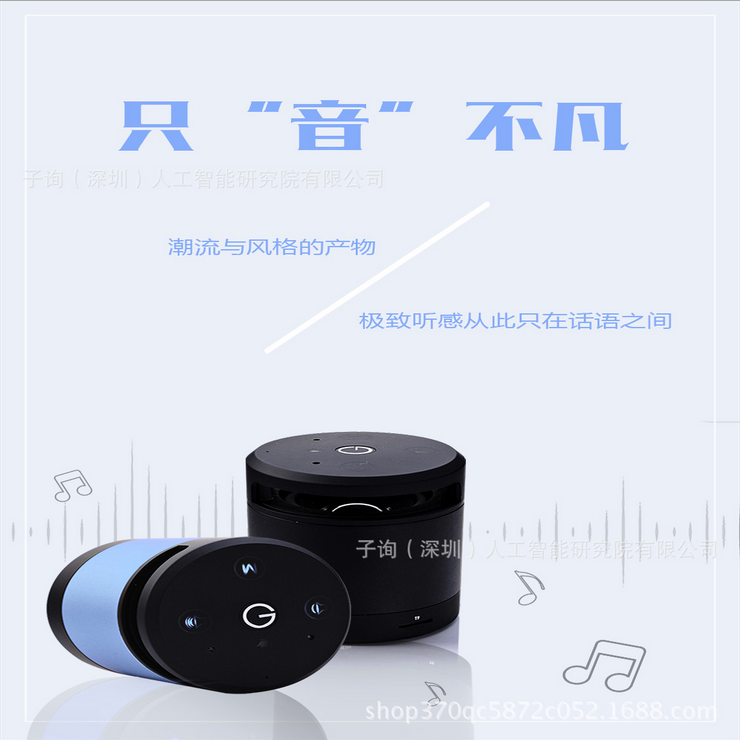 只“音”不凡
子询（深圳）人工智能研究院有限公司
潮流与风格的产物
极致听感从此只在话语之间
子询（深圳）人工智能研究院有限公司
TF
shop370qc5872c052.1688.com